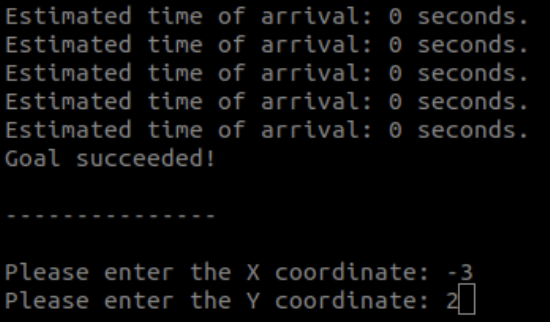 Estimated time of arrival: 0 seconds.
Estimated time of arrival: 0 seconds.
Estimated time of arrival: 0 seconds.
Estimated time of arrival: 0 seconds.
Estimated time of arrival: 0 seconds.
Goal succeeded!
---------------
Please enter the X coordinate: -3
Please enter the Y coordinate: 2